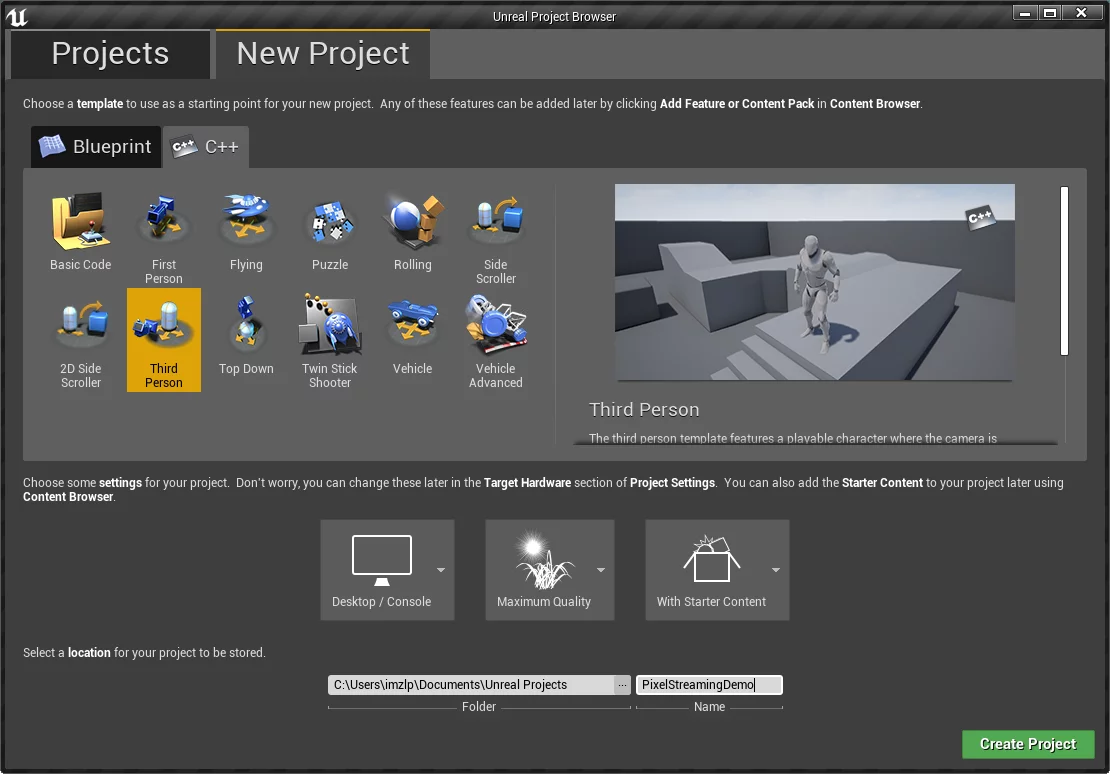 Unreal Project Browser
Projects
New Project
Choose a template to use as a starting point for your new project.  Any of these features can be added later by clicking Add Feature or Content Pack in Content Browser.
Blueprint
C++
C++
Basic Code
First
Person
Flying
Puzzle
Rolling
Side
Scroller
2D Side
Scroller
Third
Person
Top Down
Twin Stick
Shooter
Vehicle
Vehicle
Advanced
C++
Third Person
The third person template features a playable character where the camera is
Choose some settings for your project.  Don't worry, you can change these later in the Target Hardware section of Project Settings.  You can also add the Starter Content to your project later using
Content Browser.
Desktop / Console
Maximum Quality
With Starter Content
Select a location for your project to be stored.
C:\Users\imzlp\Documents\Unreal Projects
...
PixelStreamingDemo
Folder
Name
Create Project